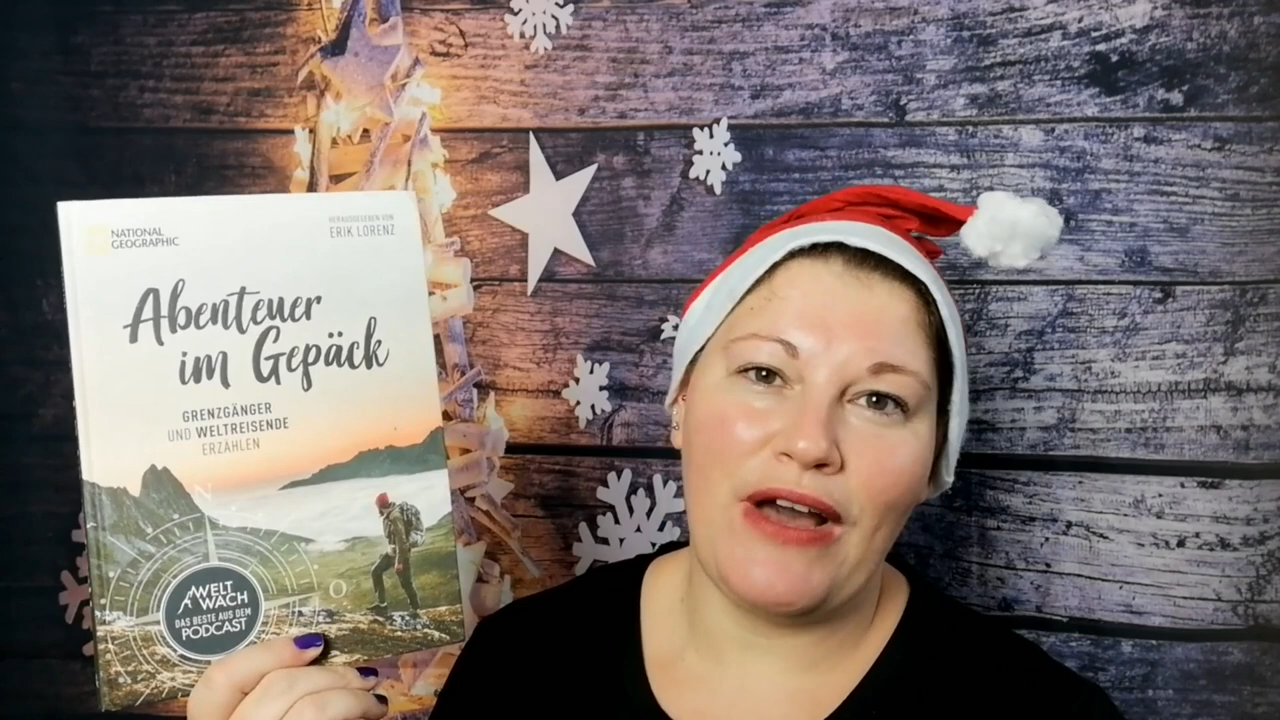 NATIONAL
GEOGRAPHIC
HERAUSGEGEBEN VON
ERIK LORENZ
Abenteuer
im Gepäck
GRENZGÄNGER
UND WELTREISENDE
ERZÄHLEN
N
O
WELT
WACH
DAS BESTE AUS DEM
PODCAST